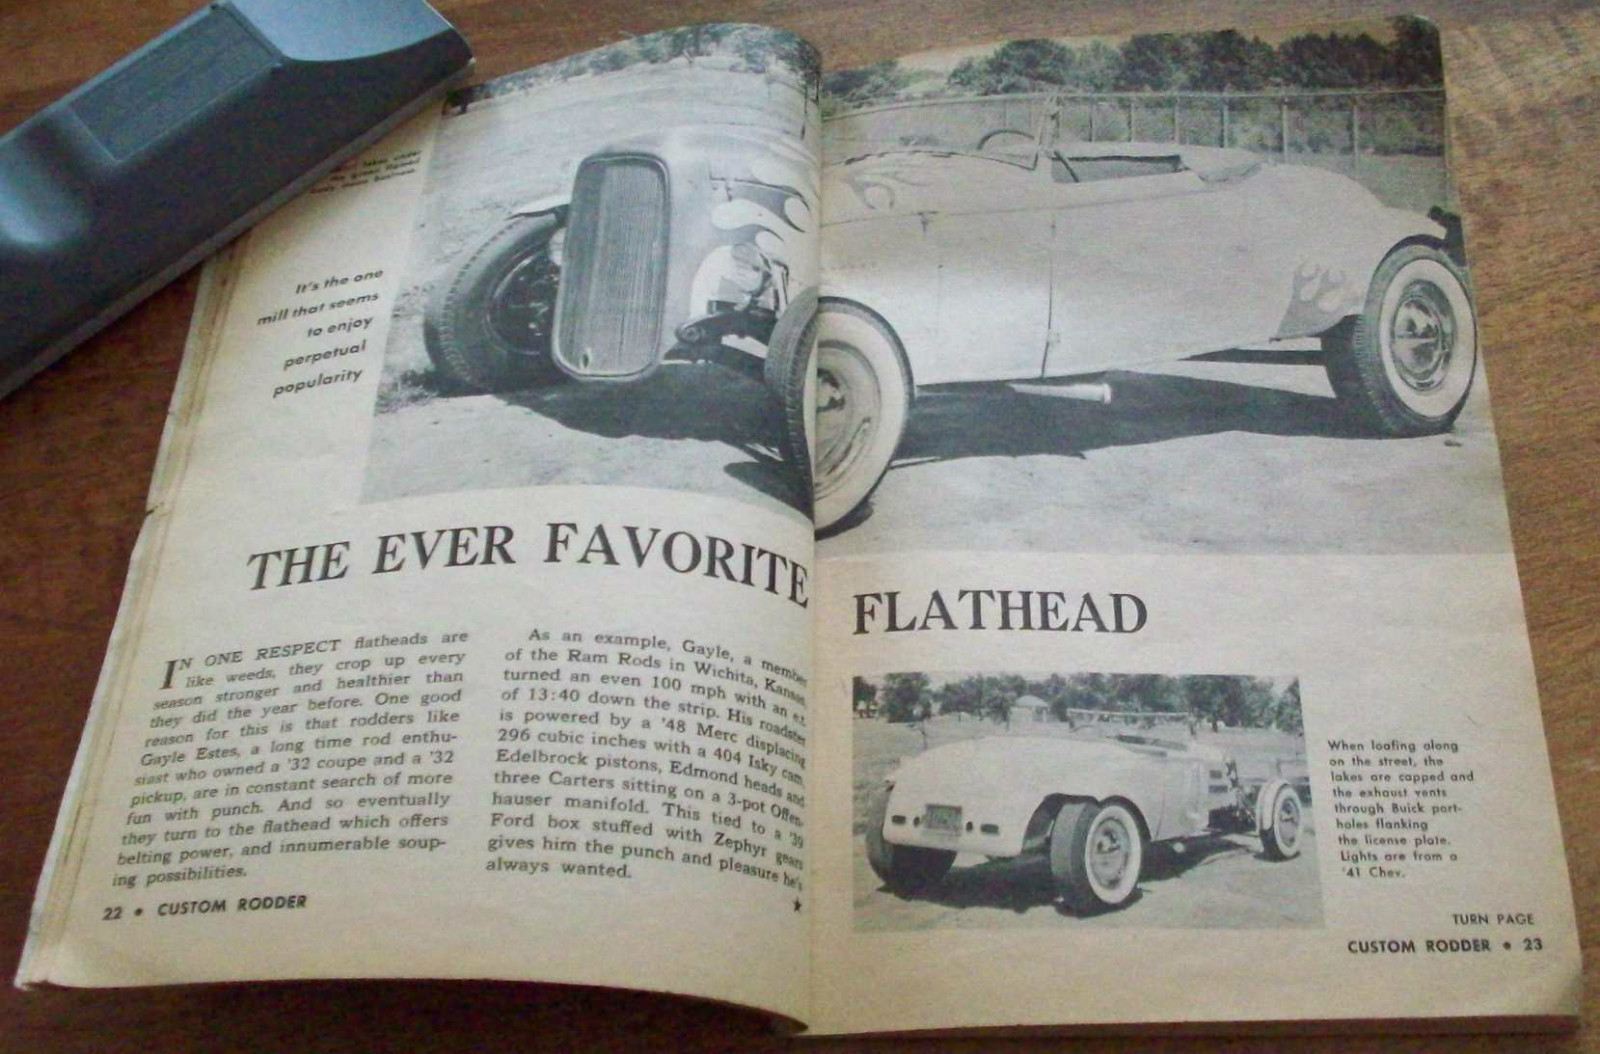 lakes under
the great finned
body mean business.
It's the one
mill that seems
to enjoy
perpetual
popularity
THE EVER FAVORITE
FLATHEAD
IN ONE RESPECT flatheads are
like weeds, they crop up every
season stronger and healthier than
they did the year before. One good
reason for this is that rodders like
Gayle Estes, a long time rod enthu-
siast who owned a '32 coupe and a '32
pickup, are in constant search of more
fun with punch. And so eventually
they turn to the flathead which offers
belting power, and innumerable soup-
ing possibilities.
22 • CUSTOM RODDER
As an example, Gayle, a member
of the Ram Rods in Wichita, Kansas
turned an even 100 mph with an e.t.
of 13:40 down the strip. His roadster
is powered by a '48 Merc displacing
296 cubic inches with a 404 Isky cam,
Edelbrock pistons, Edmond heads and
three Carters sitting on a 3-pot Offen-
hauser manifold. This tied to a '39
Ford box stuffed with Zephyr gears
gives him the punch and pleasure he's
always wanted.
★
When loafing along
on the street, the
lakes are capped and
the exhaust vents
through Buick port-
holes flanking
the license plate.
Lights are from a
'41 Chev.
TURN PAGE
CUSTOM RODDER • 23